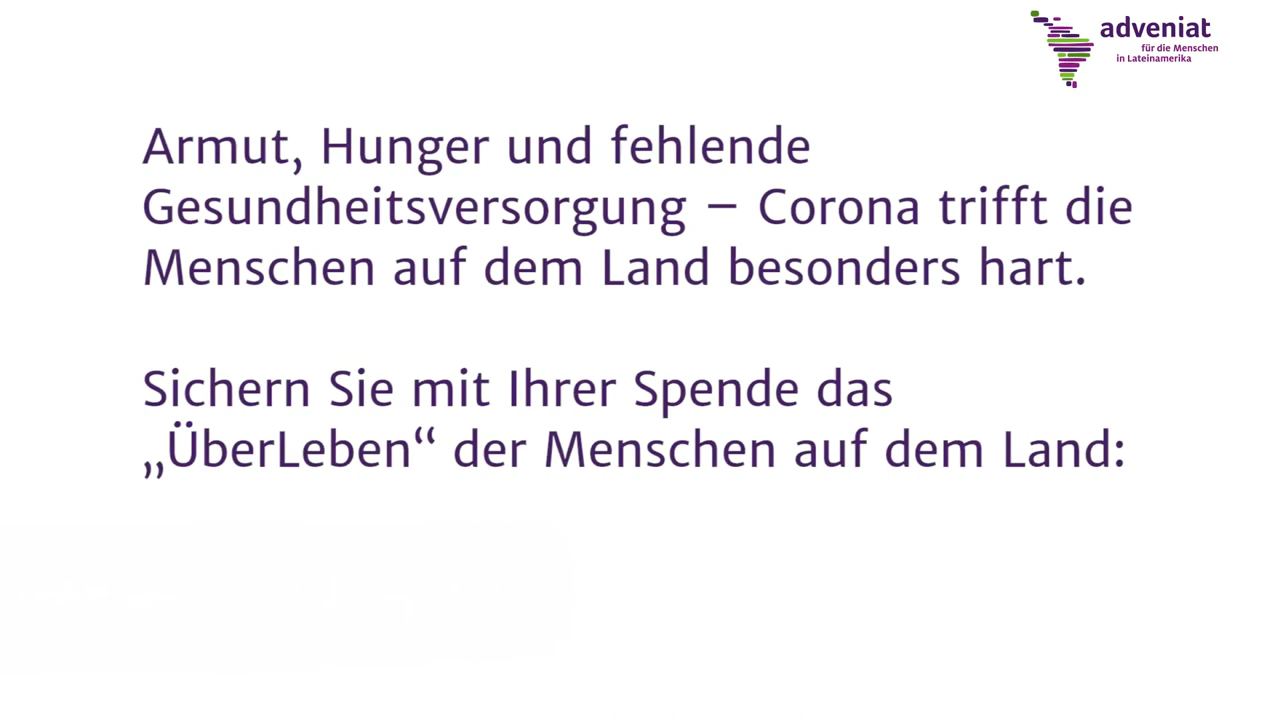 adveniat
für die Menschen
in Lateinamerika
Armut, Hunger und fehlende
Gesundheitsversorgung – Corona trifft die
Menschen auf dem Land besonders hart.
Sichern Sie mit Ihrer Spende das
„ÜberLeben“ der Menschen auf dem Land: